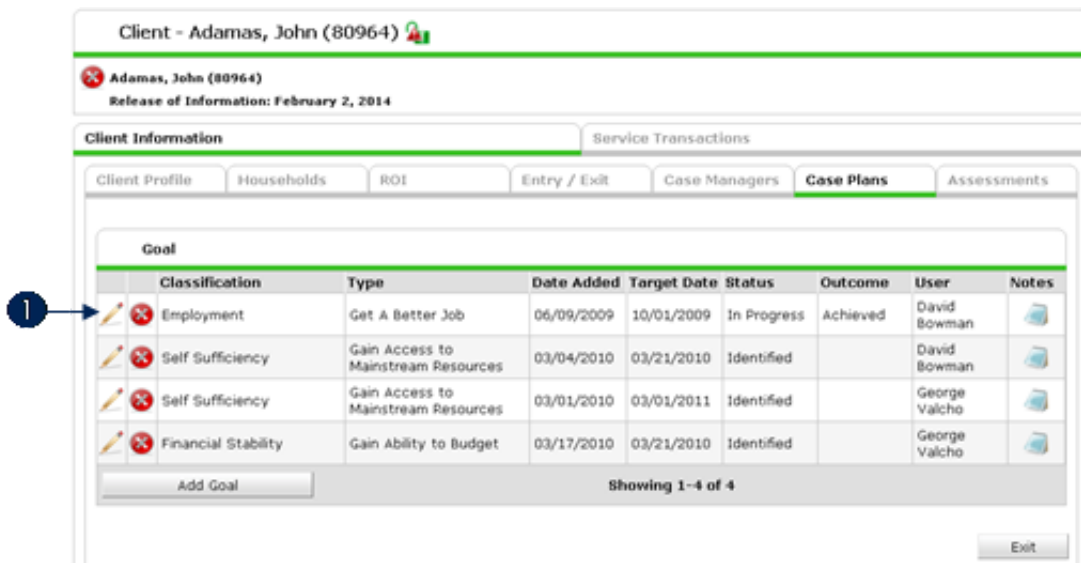 Client - Adamas, John (80964)
Adamas, John (80964)
Release of Information: February 2, 2014
Client Information Service Transactions
Client Profile Households ROI Entry / Exit Case Managers Case Plans Assessments
Goal
Classification Type Date Added Target Date Status Outcome User Notes
1 Employment Get A Better Job 06/09/2009 10/01/2009 In Progress Achieved David Bowman
Self Sufficiency Gain Access to Mainstream Resources 03/04/2010 03/21/2010 Identified David Bowman
Self Sufficiency Gain Access to Mainstream Resources 03/01/2010 03/01/2011 Identified George Valcho
Financial Stability Gain Ability to Budget 03/17/2010 03/21/2010 Identified George Valcho
Add Goal Showing 1-4 of 4
Exit